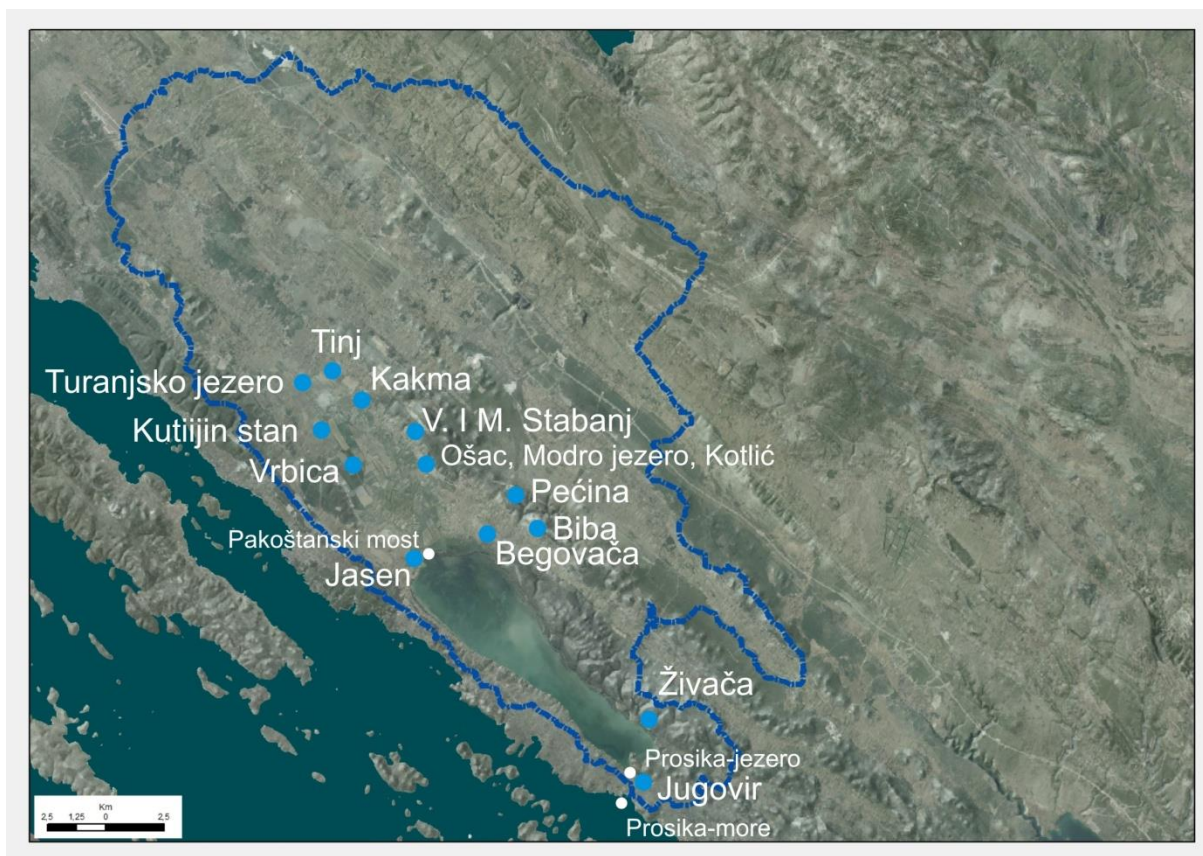 Tinj
Turanjsko jezero
Kakma
Kutiijin stan
V. I M. Stabanj
Ošac, Modro jezero, Kotlić
Vrbica
Pećina
Biba
Pakoštanski most
Begovača
Jasen
Živača
Prosika-jezero
Jugovir
Prosika-more
Km
2,5 1,25 0 2,5